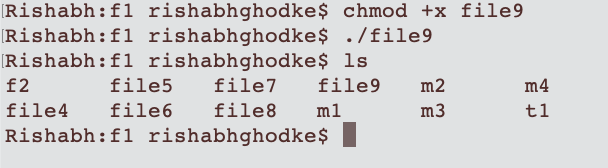 [Rishabh:f1 rishabhghodke$ chmod +x file9
[Rishabh:f1 rishabhghodke$ ./file9
[Rishabh:f1 rishabhghodke$ ls
f2 file5 file7 file9 m2 m4
file4 file6 file8 m1 m3 t1
Rishabh:f1 rishabhghodke$